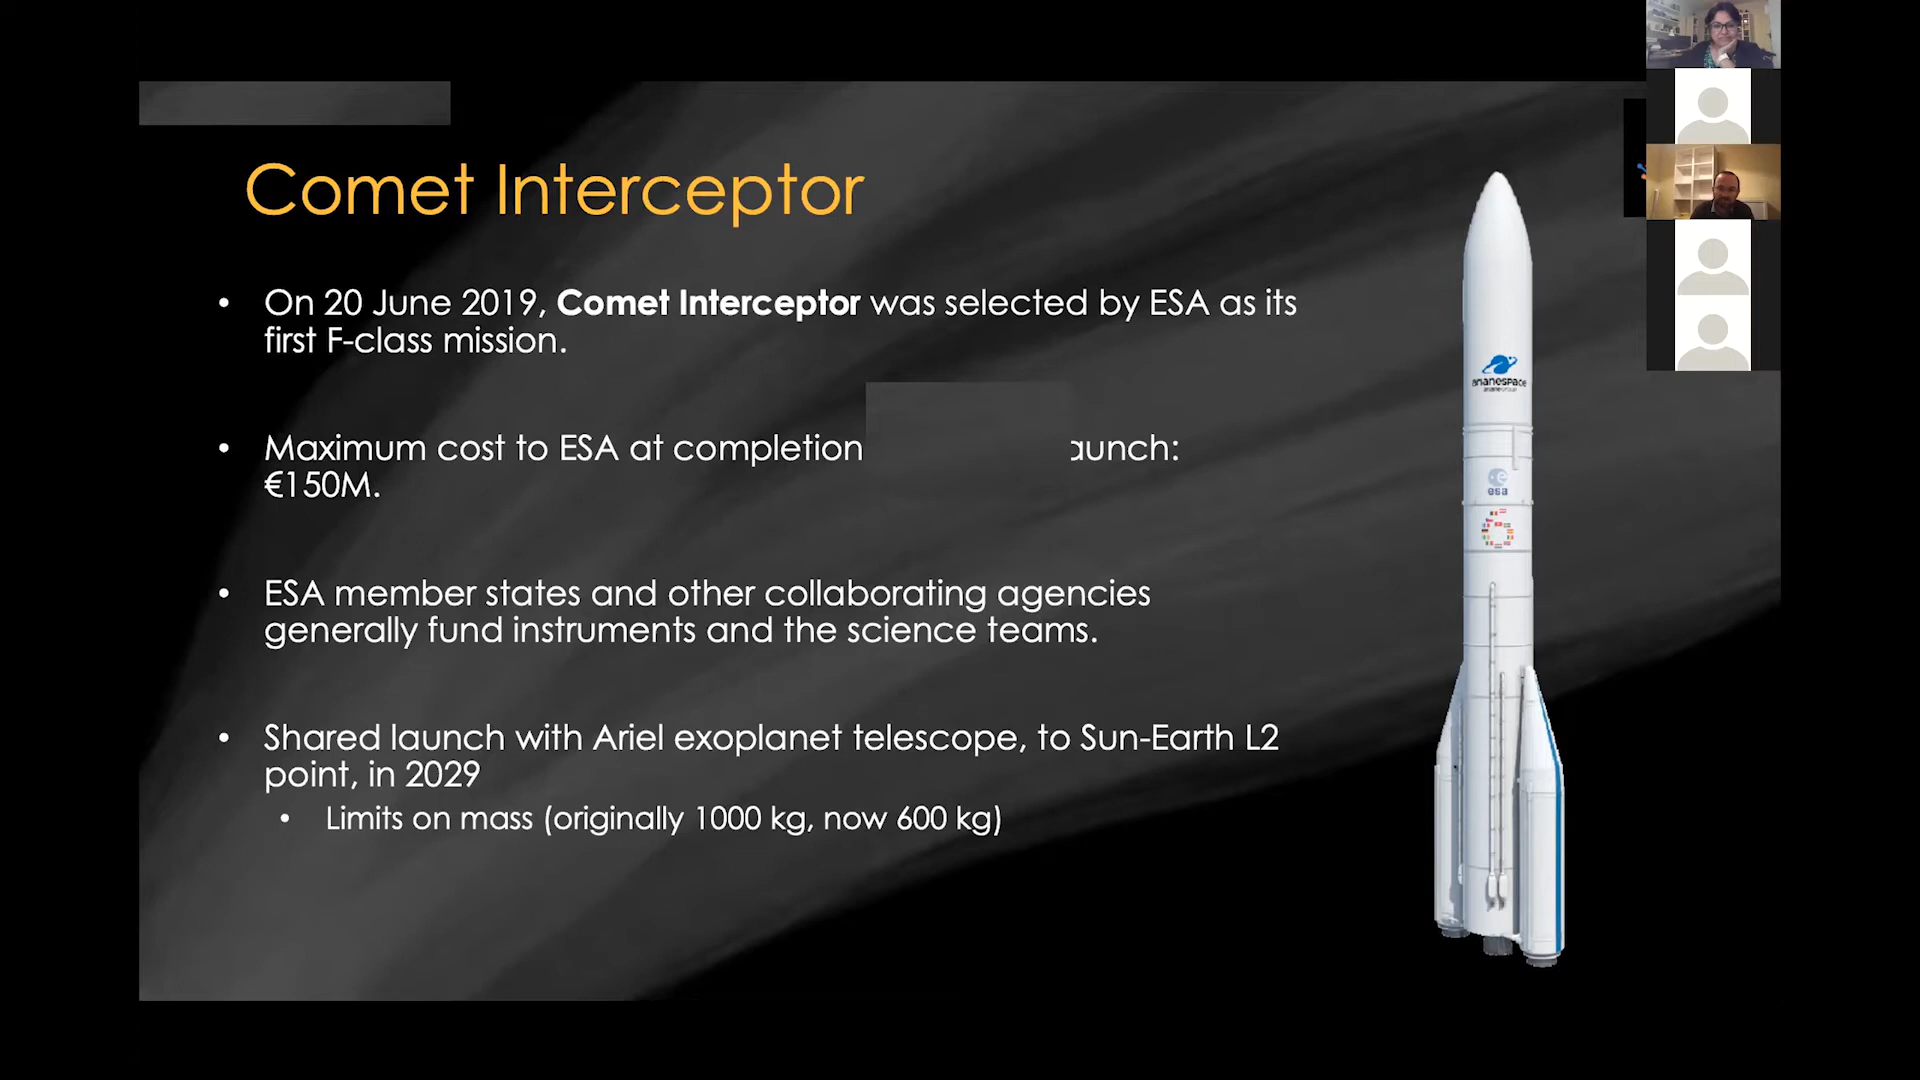 Comet Interceptor
• On 20 June 2019, Comet Interceptor was selected by ESA as its
first F-class mission.
• Maximum cost to ESA at completion aunch:
€150M.
• ESA member states and other collaborating agencies
generally fund instruments and the science teams.
• Shared launch with Ariel exoplanet telescope, to Sun-Earth L2
point, in 2029
• Limits on mass (originally 1000 kg, now 600 kg)
arianespace
esa